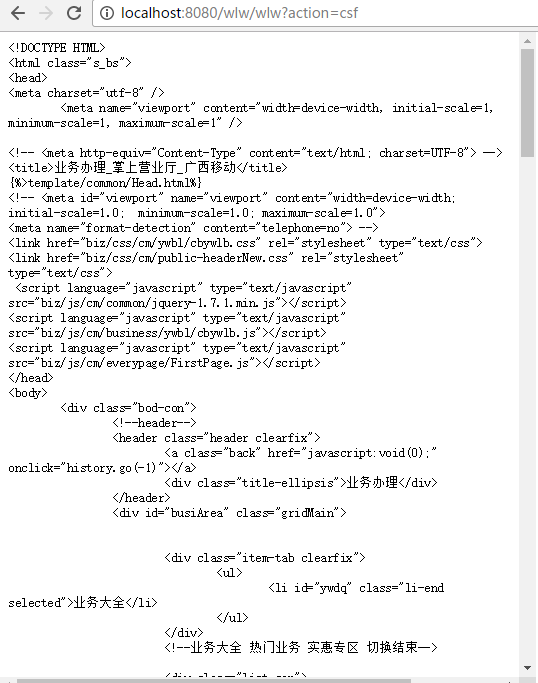 localhost:8080/wlw/wlw?action=csf
<!DOCTYPE HTML>
<html class="s_bs">
<head>
<meta charset="utf-8" />
<meta name="viewport" content="width=device-width, initial-scale=1,
minimum-scale=1, maximum-scale=1" />
<!-- <meta http-equiv="Content-Type" content="text/html; charset=UTF-8"> -->
<title>业务办理_掌上营业厅_广西移动</title>
{%>template/common/Head.html%}
<!-- <meta id="viewport" name="viewport" content="width=device-width;
initial-scale=1.0;  minimum-scale=1.0; maximum-scale=1.0">
<meta name="format-detection" content="telephone=no"> -->
<link href="biz/css/cm/ywbl/cbywlb.css" rel="stylesheet" type="text/css">
<link href="biz/css/cm/public-headerNew.css" rel="stylesheet"
type="text/css">
<script language="javascript" type="text/javascript"
src="biz/js/cm/common/jquery-1.7.1.min.js"></script>
<script language="javascript" type="text/javascript"
src="biz/js/cm/business/ywbl/cbywlb.js"></script>
<script language="javascript" type="text/javascript"
src="biz/js/cm/everypage/FirstPage.js"></script>
</head>
<body>
<div class="bod-con">
<!--header-->
<header class="header clearfix">
<a class="back" href="javascript:void(0);"
onclick="history.go(-1)"></a>
<div class="title-ellipsis">业务办理</div>
</header>
<div id="busiArea" class="gridMain">
<div class="item-tab clearfix">
<ul>
<li id="ywdq" class="li-end
selected">业务大全</li>
</ul>
</div>
<!--业务大全 热门业务 实惠专区 切换结束-->